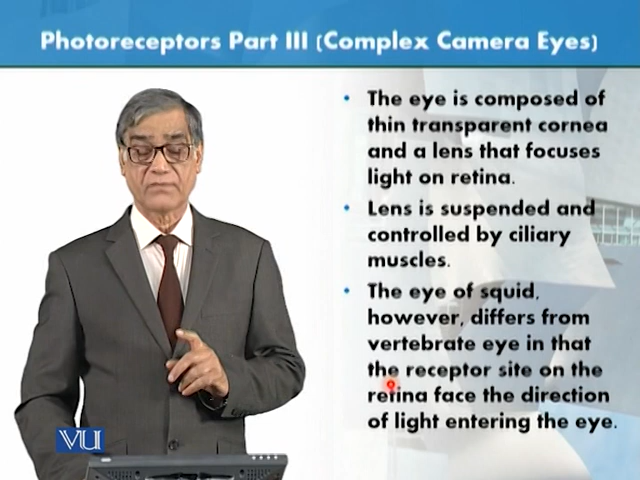 Photoreceptors Part III (Complex Camera Eyes)
• The eye is composed of
thin transparent cornea
and a lens that focuses
light on retina.
• Lens is suspended and
controlled by ciliary
muscles.
• The eye of squid,
however, differs from
vertebrate eye in that
the receptor site on the
retina face the direction
of light entering the eye.
VU